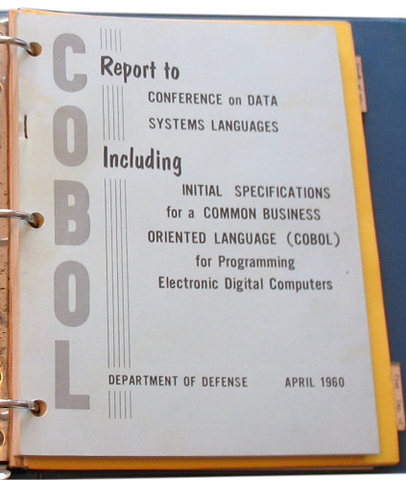 COBOL
Report to
CONFERENCE on DATA
SYSTEMS LANGUAGES
Including
INITIAL SPECIFICATIONS
for a COMMON BUSINESS
ORIENTED LANGUAGE (COBOL)
for Programming
Electronic Digital Computers
DEPARTMENT OF DEFENSE APRIL 1960